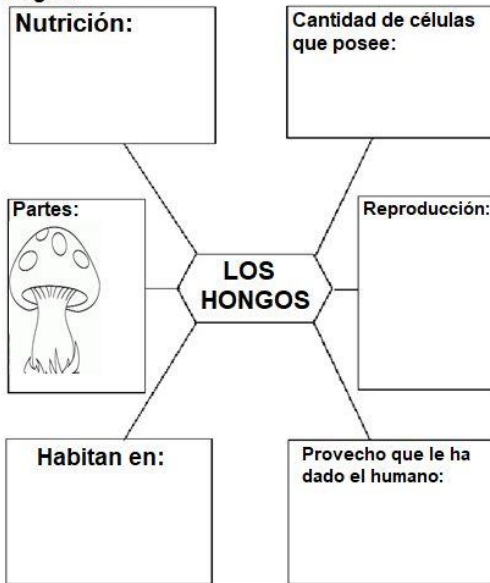 Nutrición:
Cantidad de células
que posee:
Partes:
Reproducción:
LOS
HONGOS
Habitan en:
Provecho que le ha
dado el humano: